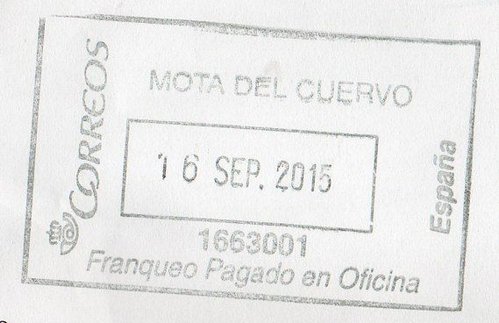 CORREOS
MOTA DEL CUERVO
16 SEP. 2015
España
1663001
Franqueo Pagado en Oficina